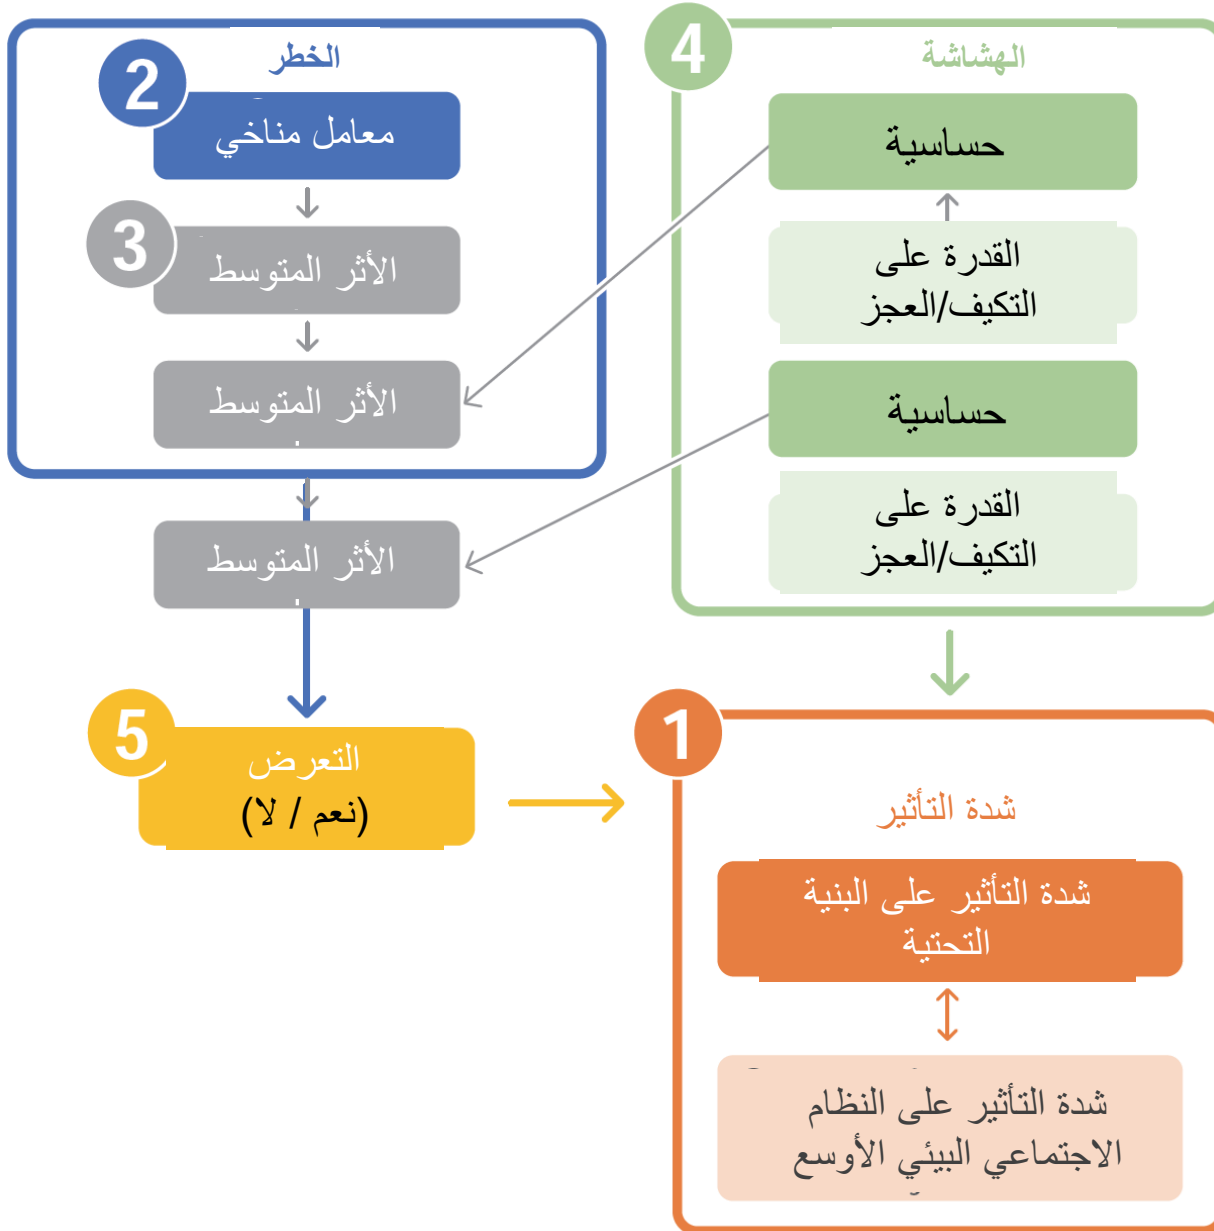 2
الخطر
معامل مناخي
3
الأثر المتوسط
الأثر المتوسط
الأثر المتوسط
4
الهشاشة
حساسية
القدرة على
التكيف/العجز
حساسية
القدرة على
التكيف/العجز
5
التعرض
(نعم / لا)
1
شدة التأثير
شدة التأثير على البنية
التحتية
شدة التأثير على النظام
الاجتماعي البيئي الأوسع